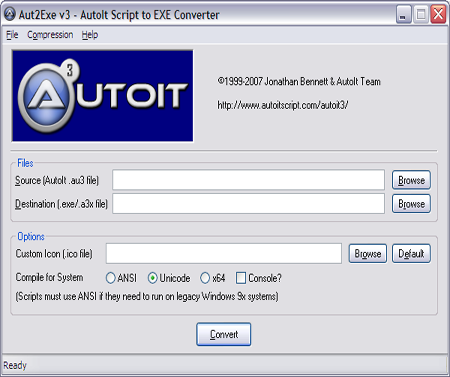 Aut2Exe v3 - AutoIt Script to EXE Converter
File Compression Help
AUTOIT 3
©1999-2007 Jonathan Bennett & AutoIt Team
http://www.autoitscript.com/autoit3/
Files
Source (AutoIt .au3 file) Browse
Destination (.exe/.a3x file) Browse
Options
Custom Icon (.ico file) Browse Default
Compile for System ANSI Unicode x64 Console?
(Scripts must use ANSI if they need to run on legacy Windows 9x systems)
Convert
Ready